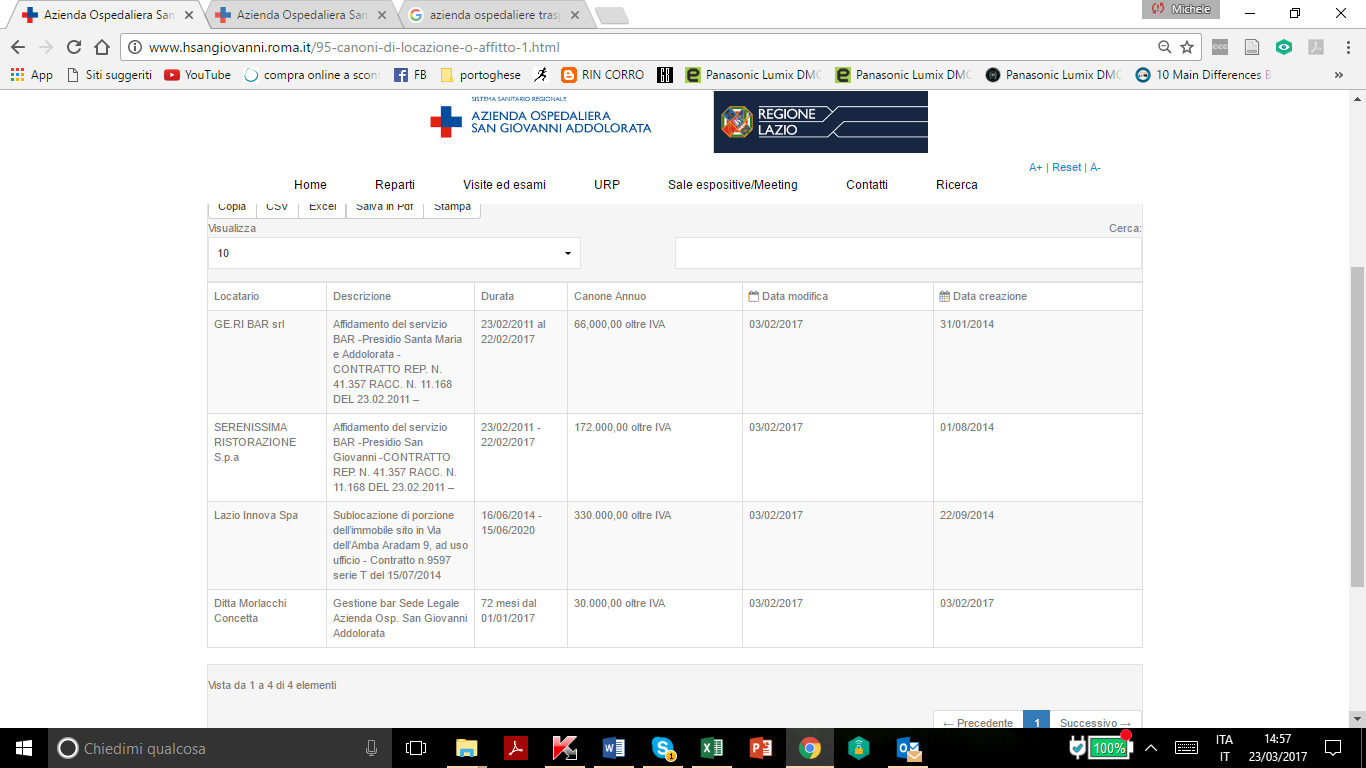 Azienda Ospedaliera San
Azienda Ospedaliera San
azienda ospedaliere trasp
Michele
www.hsangiovanni.roma.it/95-canoni-di-locazione-o-affitto-1.html
App
Siti suggeriti
YouTube
compra online a scont
FB
portoghese
RIN CORRO
Panasonic Lumix DMC
Panasonic Lumix DMC
Panasonic Lumix DMC
10 Main Differences B
»
SISTEMA SANITARIO REGIONALE
AZIENDA OSPEDALIERA
SAN GIOVANNI ADDOLORATA
REGIONE
LAZIO
A+ | Reset | A-
Home Reparti Visite ed esami URP Sale espositive/Meeting Contatti Ricerca
Copia CSV Excel Salva in Pdf Stampa
Visualizza
Cerca:
10
Locatario Descrizione Durata Canone Annuo Data modifica Data creazione
GE.RI BAR srl
Affidamento del servizio
BAR -Presidio Santa Maria
e Addolorata -
CONTRATTO REP. N.
41.357 RACC. N. 11.168
DEL 23.02.2011 –
23/02/2011 al
22/02/2017
66,000,00 oltre IVA
03/02/2017
31/01/2014
SERENISSIMA
RISTORAZIONE
S.p.a
Affidamento del servizio
BAR -Presidio San
Giovanni -CONTRATTO
REP. N. 41.357 RACC. N.
11.168 DEL 23.02.2011 –
23/02/2011 -
22/02/2017
172.000,00 oltre IVA
03/02/2017
01/08/2014
Lazio Innova Spa
Sublocazione di porzione
dell'immobile sito in Via
dell'Amba Aradam 9, ad uso
ufficio - Contratto n.9597
serie T del 15/07/2014
16/06/2014 -
15/06/2020
330.000,00 oltre IVA
03/02/2017
22/09/2014
Ditta Morlacchi
Concetta
Gestione bar Sede Legale
Azienda Osp. San Giovanni
Addolorata
72 mesi dal
01/01/2017
30.000,00 oltre IVA
03/02/2017
03/02/2017
Vista da 1 a 4 di 4 elementi
← Precedente 1 Successivo →
Chiedimi qualcosa
100%
ITA
IT
14:57
23/03/2017